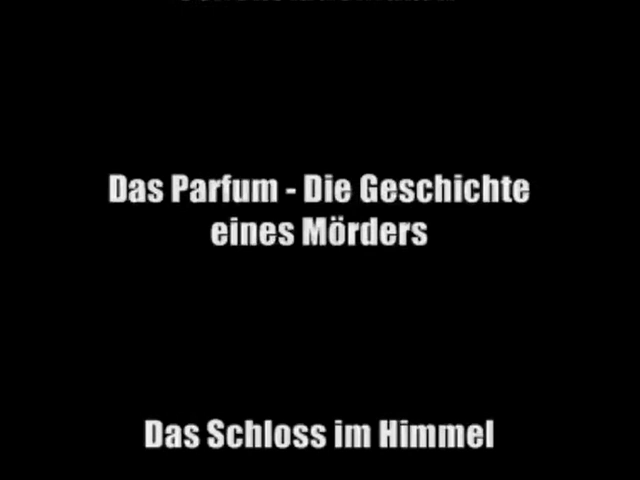 Das Parfum - Die Geschichte
eines Mörders
Das Schloss im Himmel